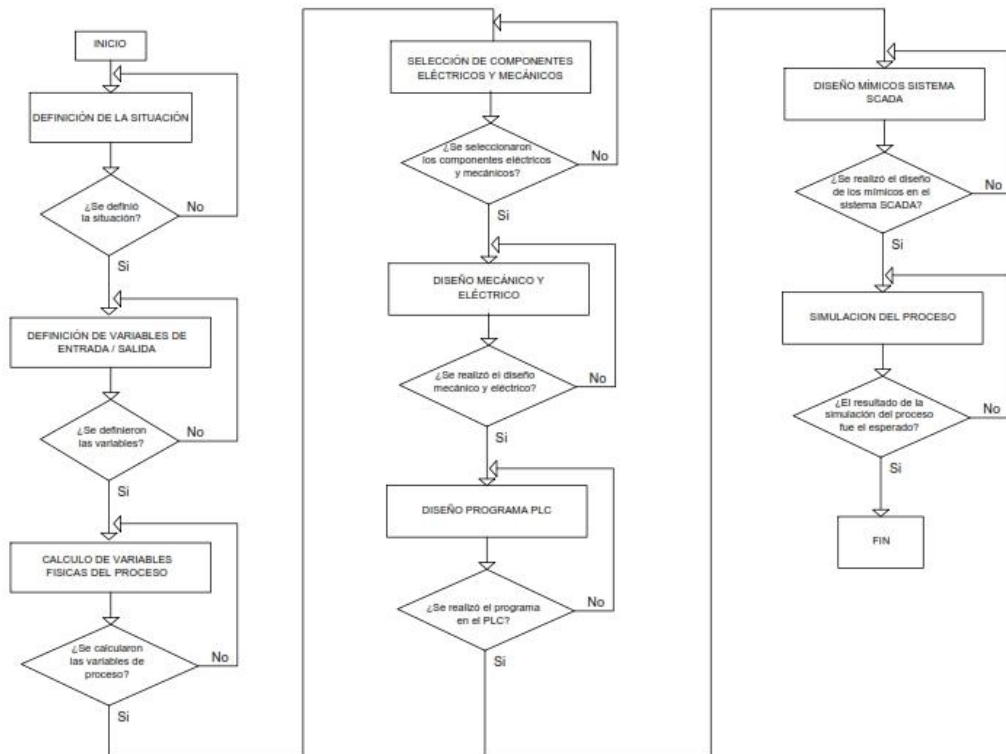 INICIO
DEFINICIÓN DE LA SITUACIÓN
¿Se definió
la situación?
No
Si
DEFINICIÓN DE VARIABLES DE
ENTRADA / SALIDA
¿Se definieron
las variables?
No
Si
CALCULO DE VARIABLES
FISICAS DEL PROCESO
¿Se calcularon
las variables de
proceso?
No
Si
SELECCIÓN DE COMPONENTES
ELÉCTRICOS Y MECÁNICOS
¿Se seleccionaron
los componentes eléctricos
y mecánicos?
No
Si
DISEÑO MECÁNICO Y
ELÉCTRICO
¿Se realizó el diseño
mecánico y eléctrico?
No
Si
DISEÑO PROGRAMA PLC
¿Se realizó el programa
en el PLC?
No
Si
DISEÑO MÍMICOS SISTEMA
SCADA
¿Se realizó el diseño
de los mímicos en el
sistema SCADA?
No
Si
SIMULACION DEL PROCESO
¿El resultado de la
simulación del proceso
fue el esperado?
No
Si
FIN